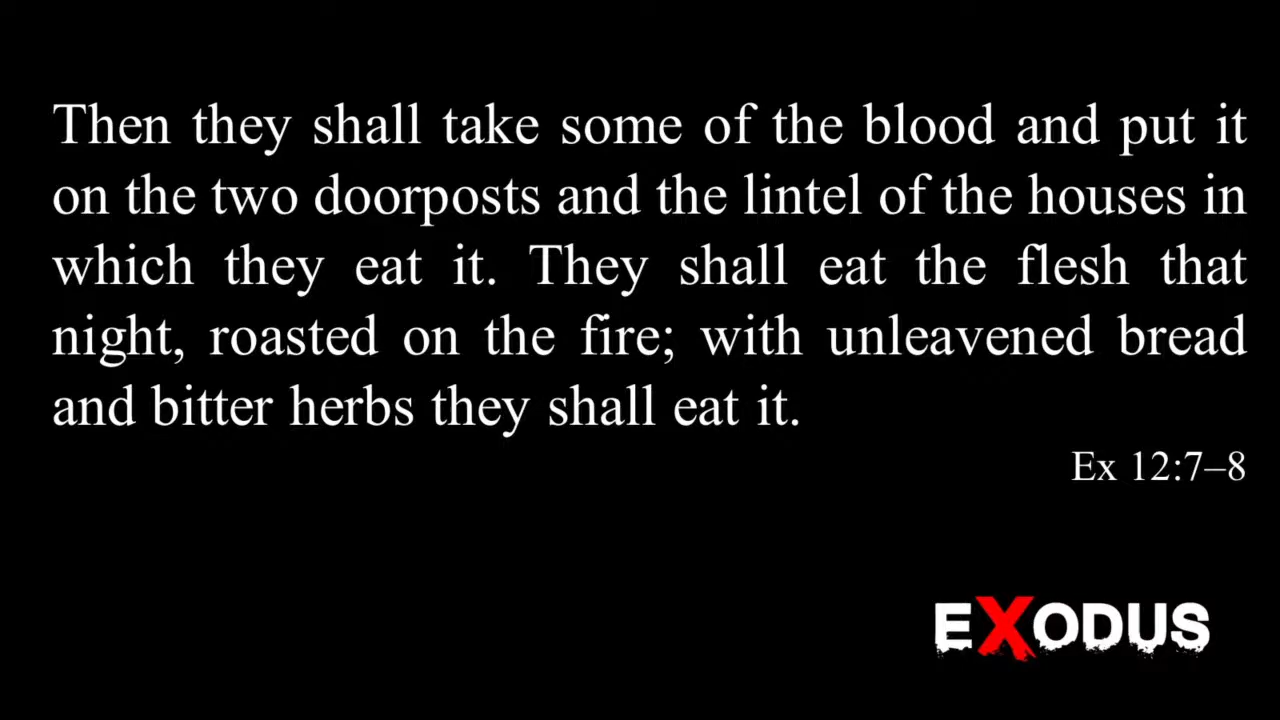 Then they shall take some of the blood and put it
on the two doorposts and the lintel of the houses in
which they eat it. They shall eat the flesh that
night, roasted on the fire; with unleavened bread
and bitter herbs they shall eat it.
Ex 12:7–8
EXODUS